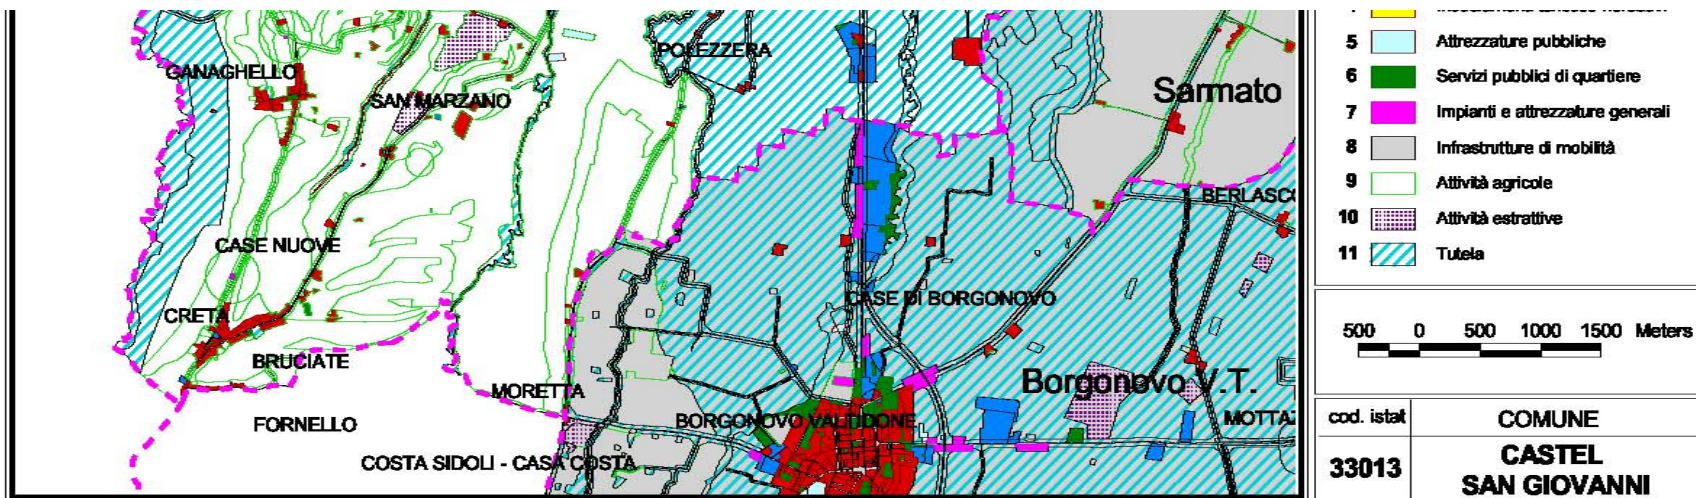 POLEZZERA
GANAGHELLO
SAN MARZANO
Sarmato
BERLASCO
CASE NUOVE
CASE DI BORGONOVO
CRETA
BRUCIATE
MORETTA
Borgonovo V.T.
FORNELLO
BORGONOVO VALTIDONE
MOTTAZ
COSTA SIDOLI - CASA COSTA
5 Attrezzature pubbliche
6 Servizi pubblici di quartiere
7 Impianti e attrezzature generali
8 Infrastrutture di mobilità
9 Attività agricole
10 Attività estrattive
11 Tutela
500 0 500 1000 1500 Meters
cod. istat COMUNE
33013 CASTEL
SAN GIOVANNI